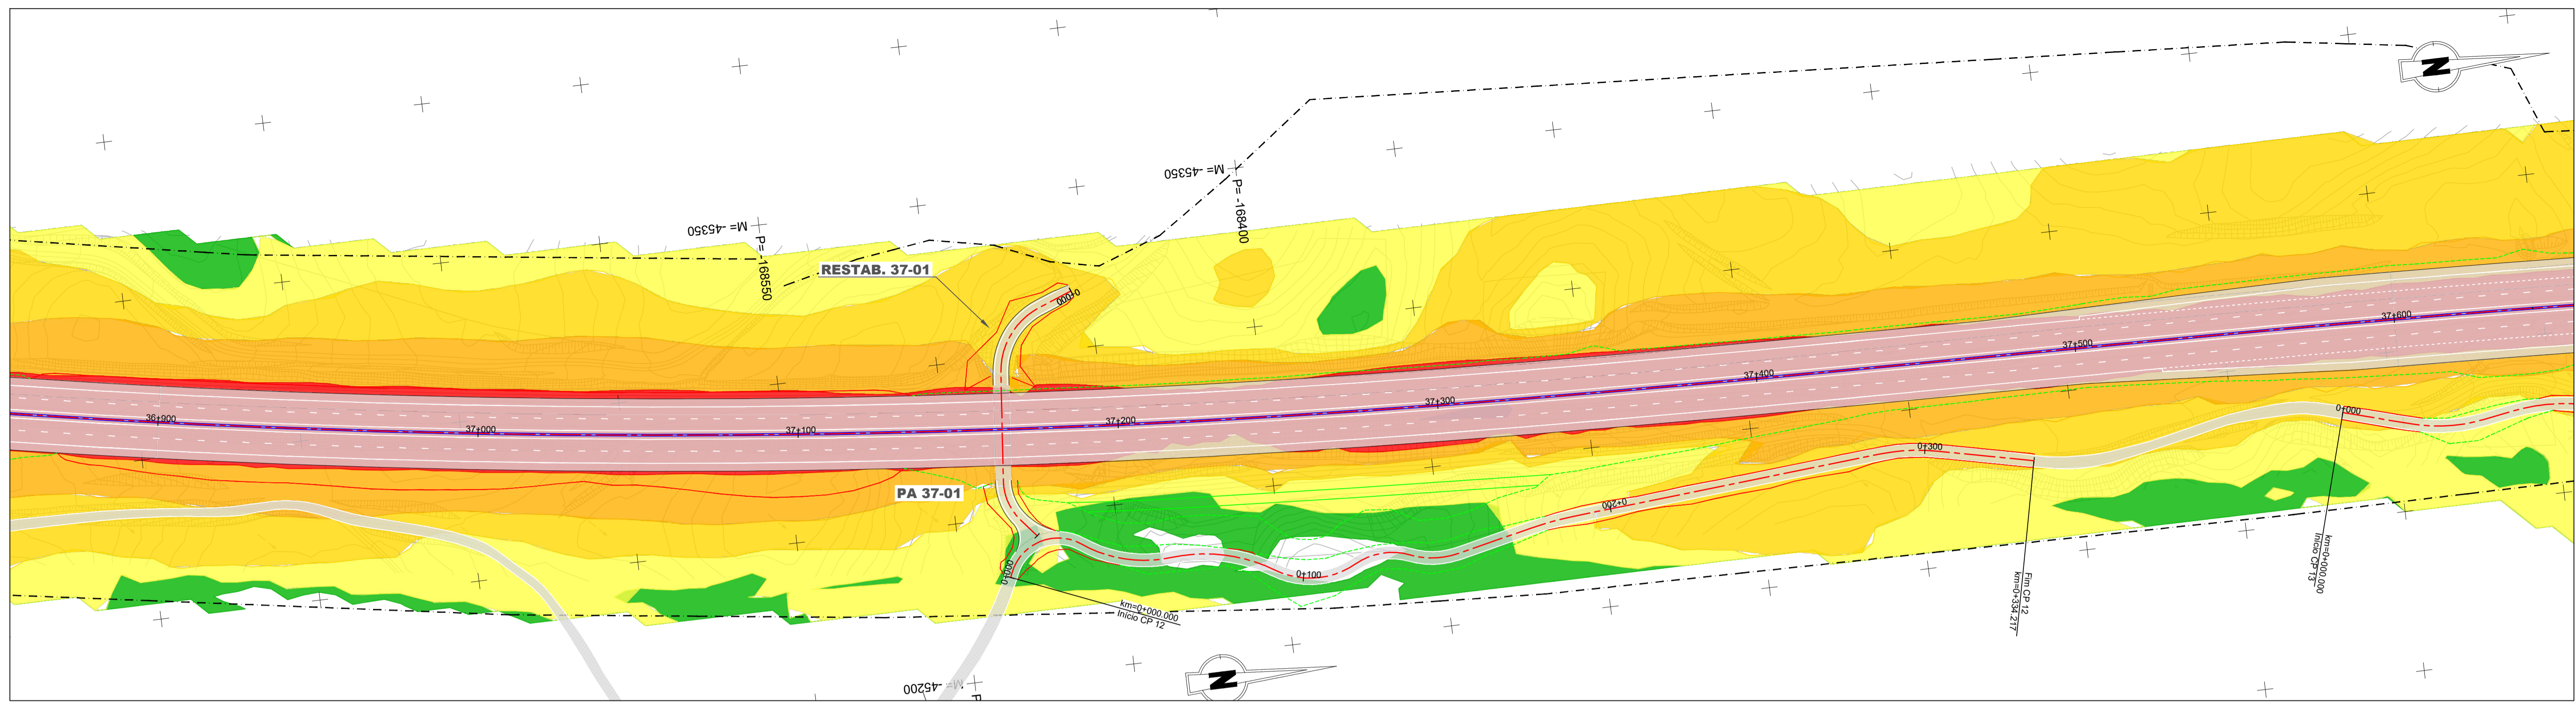 N
M= -45350
P= -168400
M= -45350
P= -168550
RESTAB. 37-01
0+000
36+900
37+000
37+100
37+200
37+300
37+400
37+500
37+600
PA 37-01
0+000
0+100
0+200
0+300
0+000
km=0+000.000
Início CP 12
Fim CP 12
km=0+334.217
km=0+000.000
Início CP 13
M= -45200
N